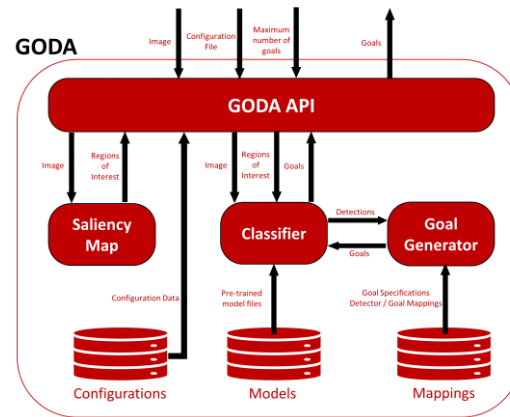 GODA
Image
Configuration
File
Maximum
number of
goals
Goals
GODA API
Image
Regions
of
Interest
Image
Regions
of
Interest
Goals
Saliency
Map
Classifier
Detections
Goals
Goal
Generator
Configuration Data
Pre-trained
model files
Goal Specifications
Detector / Goal Mappings
Configurations
Models
Mappings